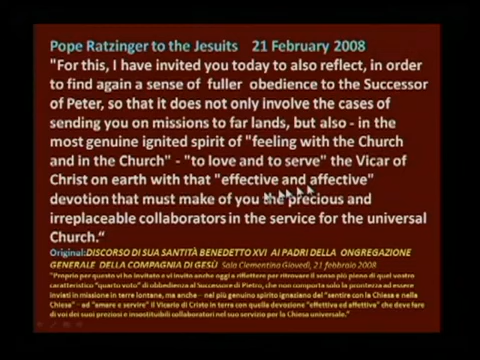 Pope Ratzinger to the Jesuits 21 February 2008
"For this, I have invited you today to also reflect, in order
to find again a sense of fuller obedience to the Successor
of Peter, so that it does not only involve the cases of
sending you on missions to far lands, but also - in the
most genuine ignited spirit of "feeling with the Church
and in the Church" - "to love and to serve" the Vicar of
Christ on earth with that "effective and affective"
devotion that must make of you the precious and
irreplaceable collaborators in the service for the universal
Church."
Original:DISCORSO DI SUA SANTITÀ BENEDETTO XVI AI PADRI DELLA ONGREGAZIONE
GENERALE DELLA COMPAGNIA DI GESÙ Sala Clementina Giovedì, 21 febbraio 2008
"Proprio per questo vi ho invitato e vi invito anche oggi a riflettere per ritrovare il senso più pieno di quel vostro
caratteristico "quarto voto" di obbedienza al Successore di Pietro, che non comporta solo la prontezza ad essere
inviati in missione in terre lontane, ma anche – nel più genuino spirito ignaziano del "sentire con la Chiesa e nella
Chiesa" – ad "amare e servire" il Vicario di Cristo in terra con quella devozione "effettiva ed affettiva" che deve fare
di voi dei suoi preziosi e insostituibili collaboratori nel suo servizio per la Chiesa universale."